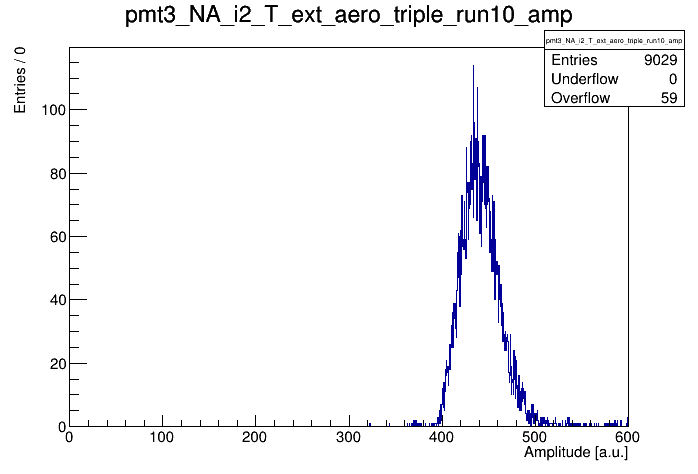 pmt3_NA_i2_T_ext_aero_triple_run10_amp
pmt3_NA_i2_T_ext_aero_triple_run10_amp
Entries 9029
Underflow 0
Overflow 59
Entries / 0
100
80
60
40
20
0
0 100 200 300 400 500 600
Amplitude [a.u.]